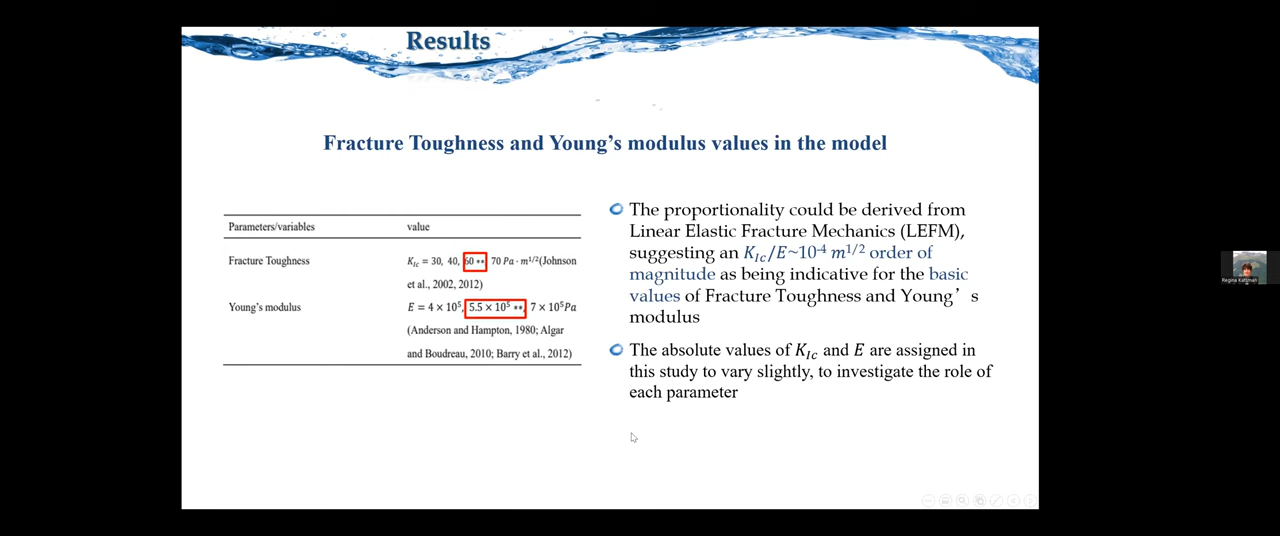 Results
Fracture Toughness and Young's modulus values in the model
Parameters/variables value
Fracture Toughness K_Ic = 30, 40, 60 **, 70 Pa · m^1/2(Johnson
et al., 2002, 2012)
Young's modulus E = 4 × 10^5, 5.5 × 10^5 **, 7 × 10^5 Pa
(Anderson and Hampton, 1980; Algar
and Boudreau, 2010; Barry et al., 2012)
The proportionality could be derived from
Linear Elastic Fracture Mechanics (LEFM),
suggesting an K_Ic/E~10^-4 m^1/2 order of
magnitude as being indicative for the basic
values of Fracture Toughness and Young's
modulus
The absolute values of K_Ic and E are assigned in
this study to vary slightly, to investigate the role of
each parameter
Regina Katsman